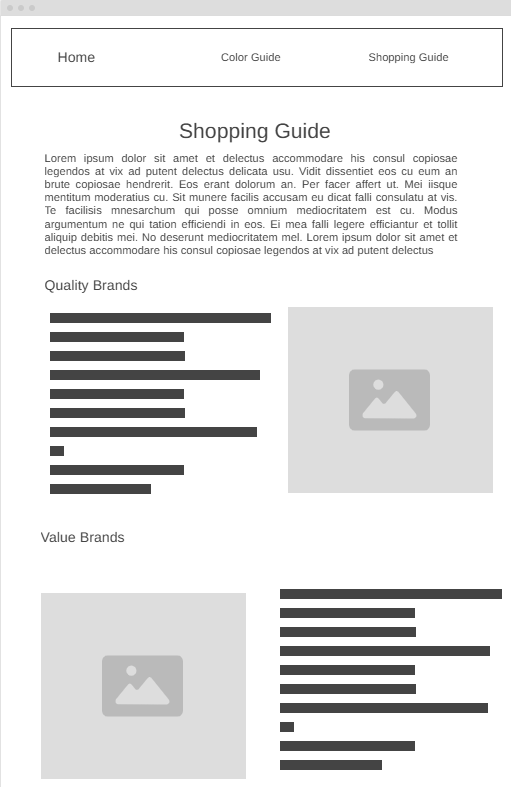 Home Color Guide Shopping Guide
Shopping Guide
Lorem ipsum dolor sit amet et delectus accommodare his consul copiosae
legendos at vix ad putent delectus delicata usu. Vidit dissentiet eos cu eum an
brute copiosae hendrerit. Eos erant dolorum an. Per facer affert ut. Mei iisque
mentitum moderatius cu. Sit munere facilis accusam eu dicat falli consulatu at vis.
Te facilisis mnesarchum qui posse omnium mediocritatem est cu. Modus
argumentum ne qui tation efficiendi in eos. Ei mea falli legere efficiantur et tollit
aliquip debitis mei. No deserunt mediocritatem mel. Lorem ipsum dolor sit amet et
delectus accommodare his consul copiosae legendos at vix ad putent delectus
Quality Brands
Value Brands